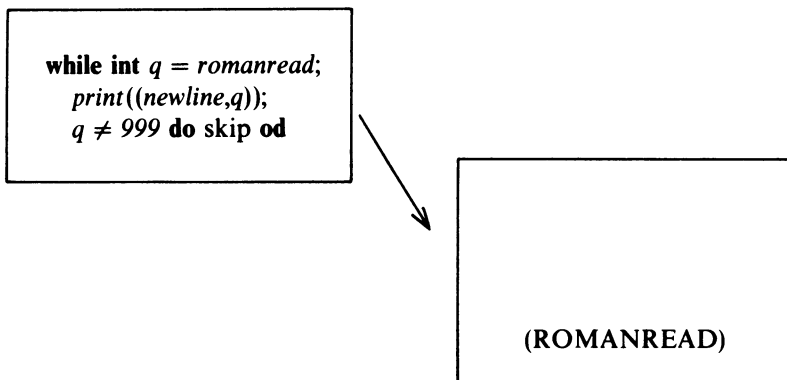 while int q = romanread;
print((newline,q));
q ≠ 999 do skip od
(ROMANREAD)